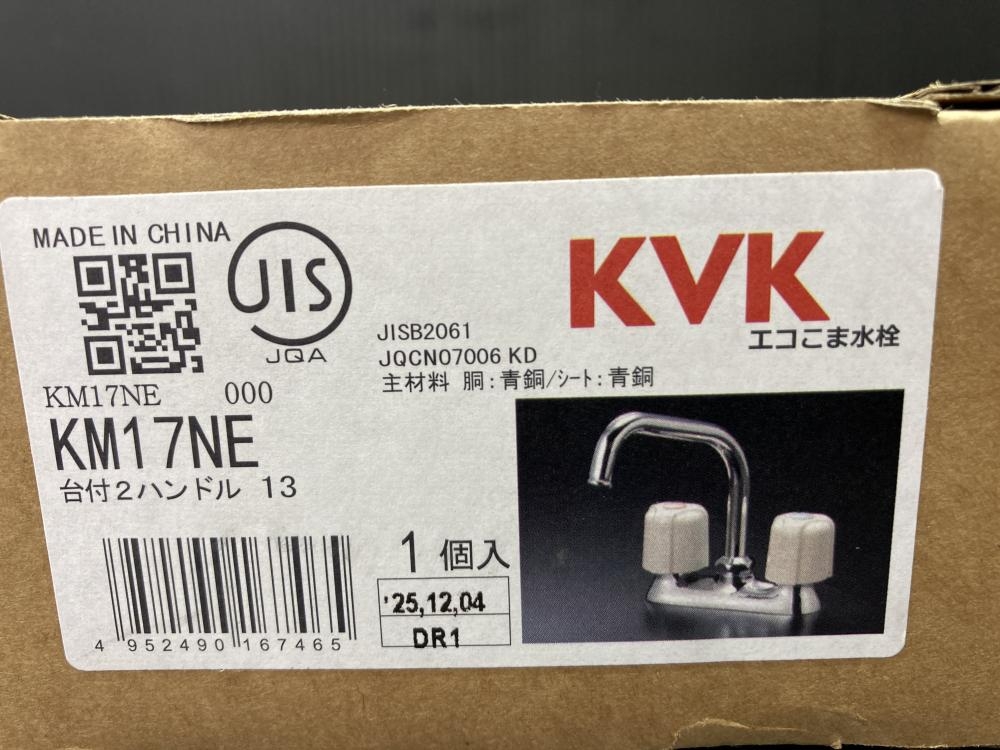 MADE IN CHINA
JIS
JQA
KVK
エコこま水栓
JISB2061
JQCN07006 KD
主材料 胴:青銅/シート:青銅
KM17NE 000
KM17NE
台付2ハンドル 13
1個入
'25,12,04
DR1
4 952490 167465